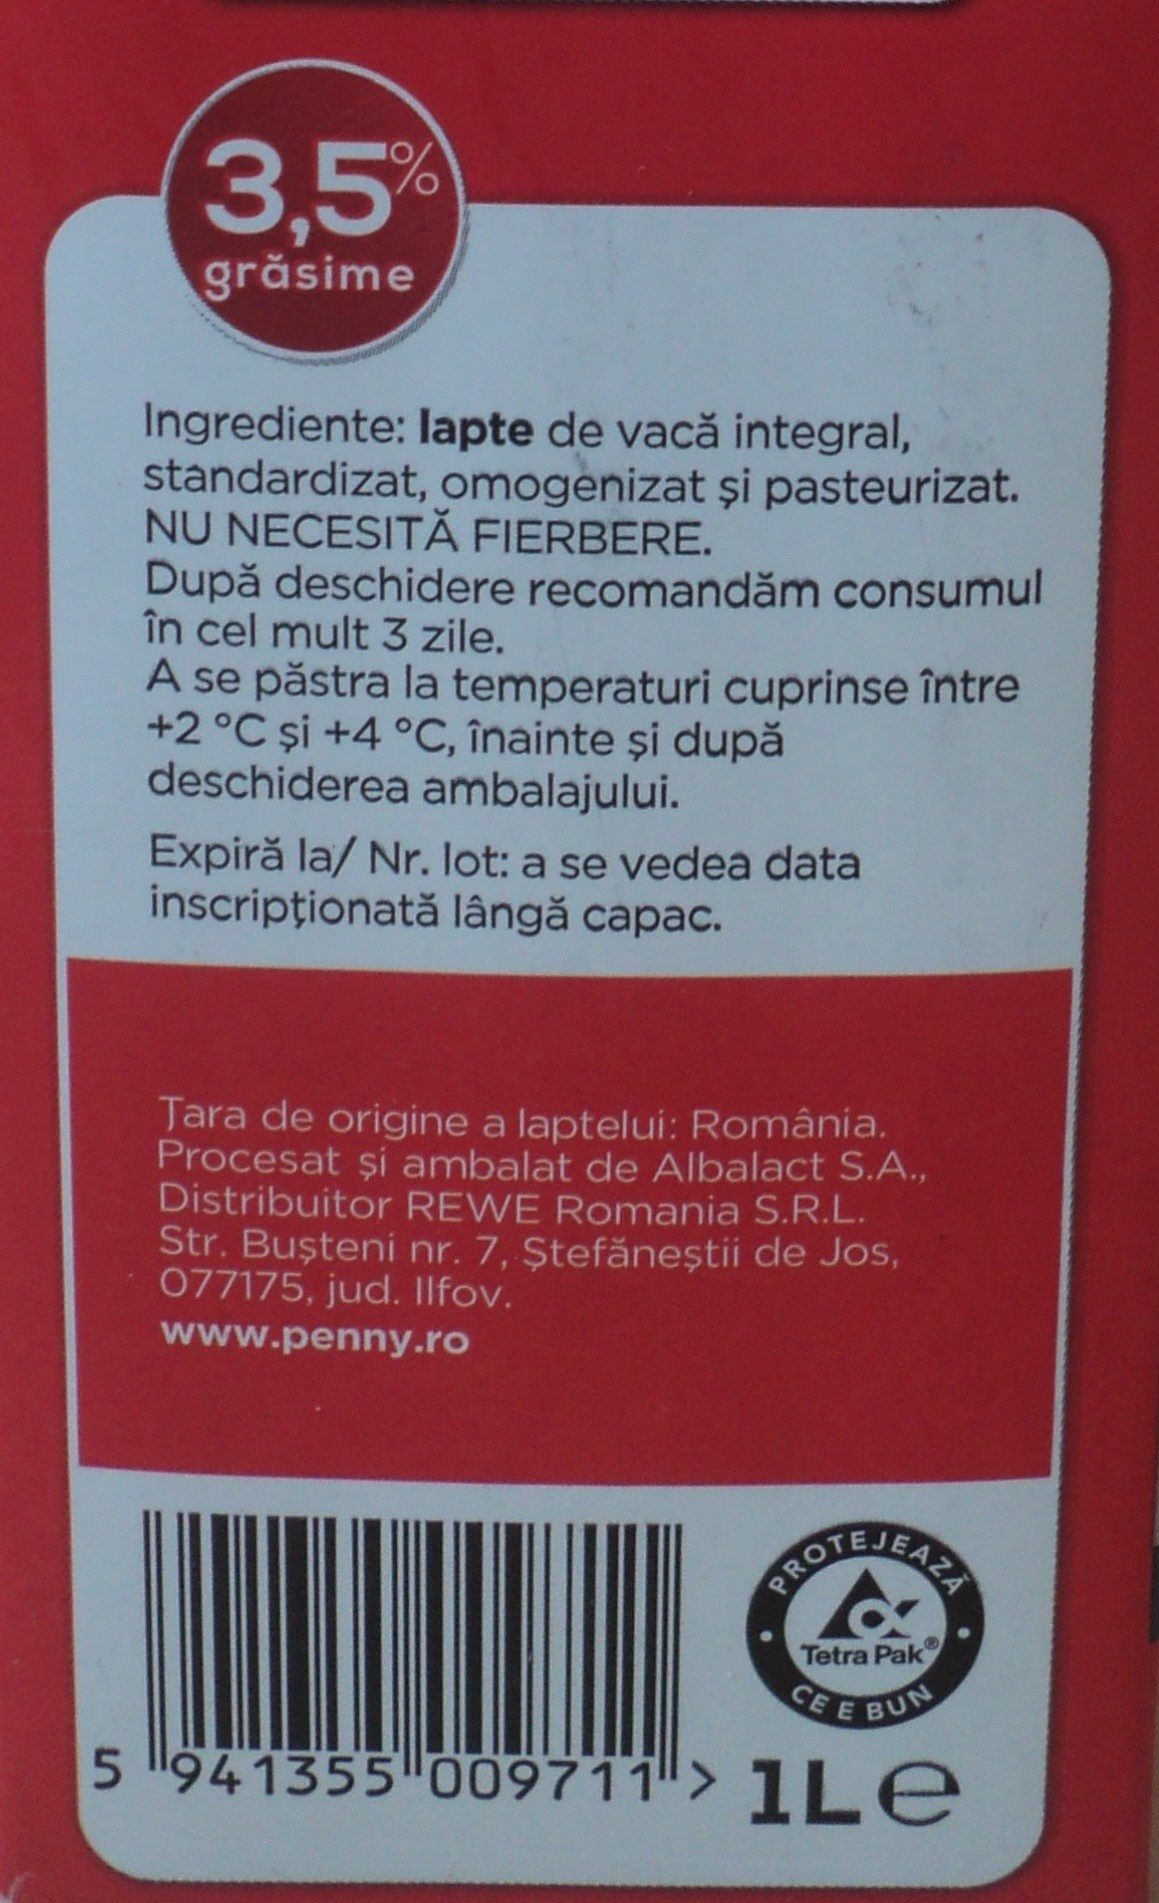 3,5%
grăsime
Ingrediente: lapte de vacă integral,
standardizat, omogenizat și pasteurizat.
NU NECESITĂ FIERBERE.
După deschidere recomandăm consumul
în cel mult 3 zile.
A se păstra la temperaturi cuprinse între
+2 °C și +4 °C, înainte și după
deschiderea ambalajului.
Expiră la/ Nr. lot: a se vedea data
inscripționată lângă capac.
Țara de origine a laptelui: România.
Procesat și ambalat de Albalact S.A.,
Distribuitor REWE Romania S.R.L.
Str. Bușteni nr. 7, Ștefăneștii de Jos,
077175, jud. Ilfov.
www.penny.ro
PROTEJEAZĂ
Tetra Pak®
CE E BUN
5 941355 009711 >
1L e